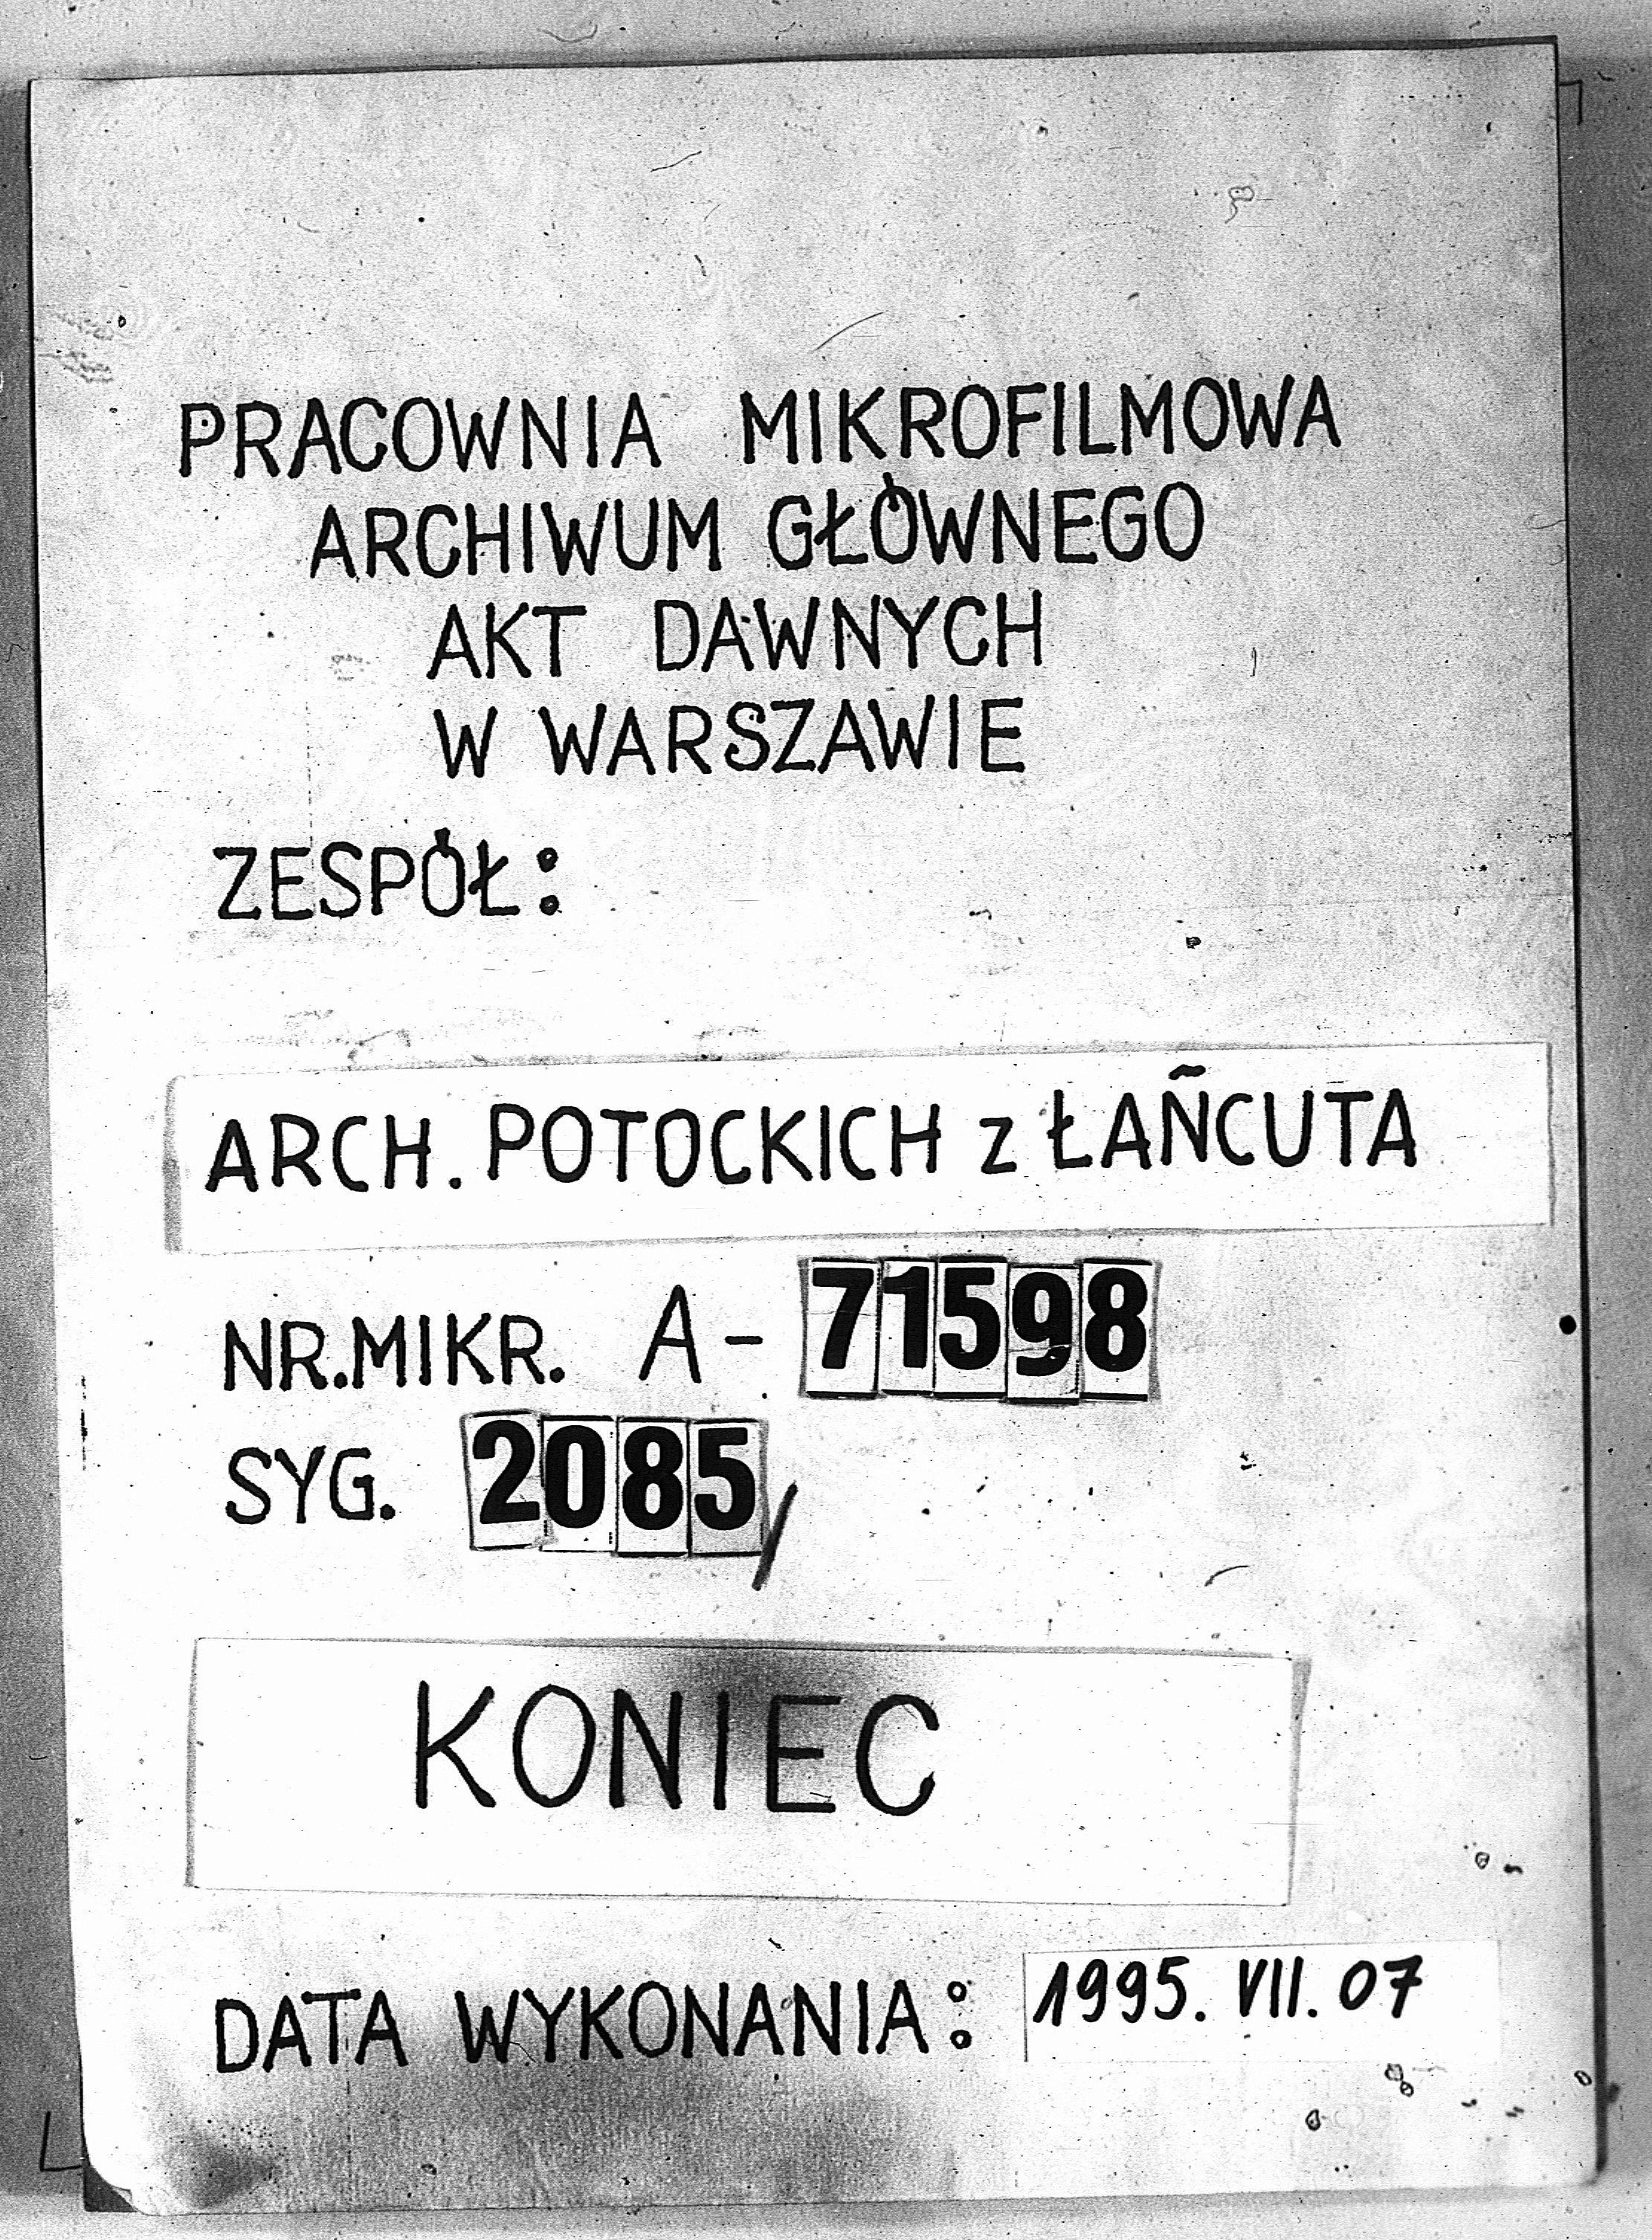 PRACOWNIA MIKROFILMOWA
ARCHIWUM GŁÓWNEGO
AKT DAWNYCH
W WARSZAWIE
ZESPÓŁ:
ARCH. POTOCKICH z ŁAŃCUTA
NR.MIKR. A-71598
SYG. 2085/
KONIEC
DATA WYKONANIA: 1995. VII. 07